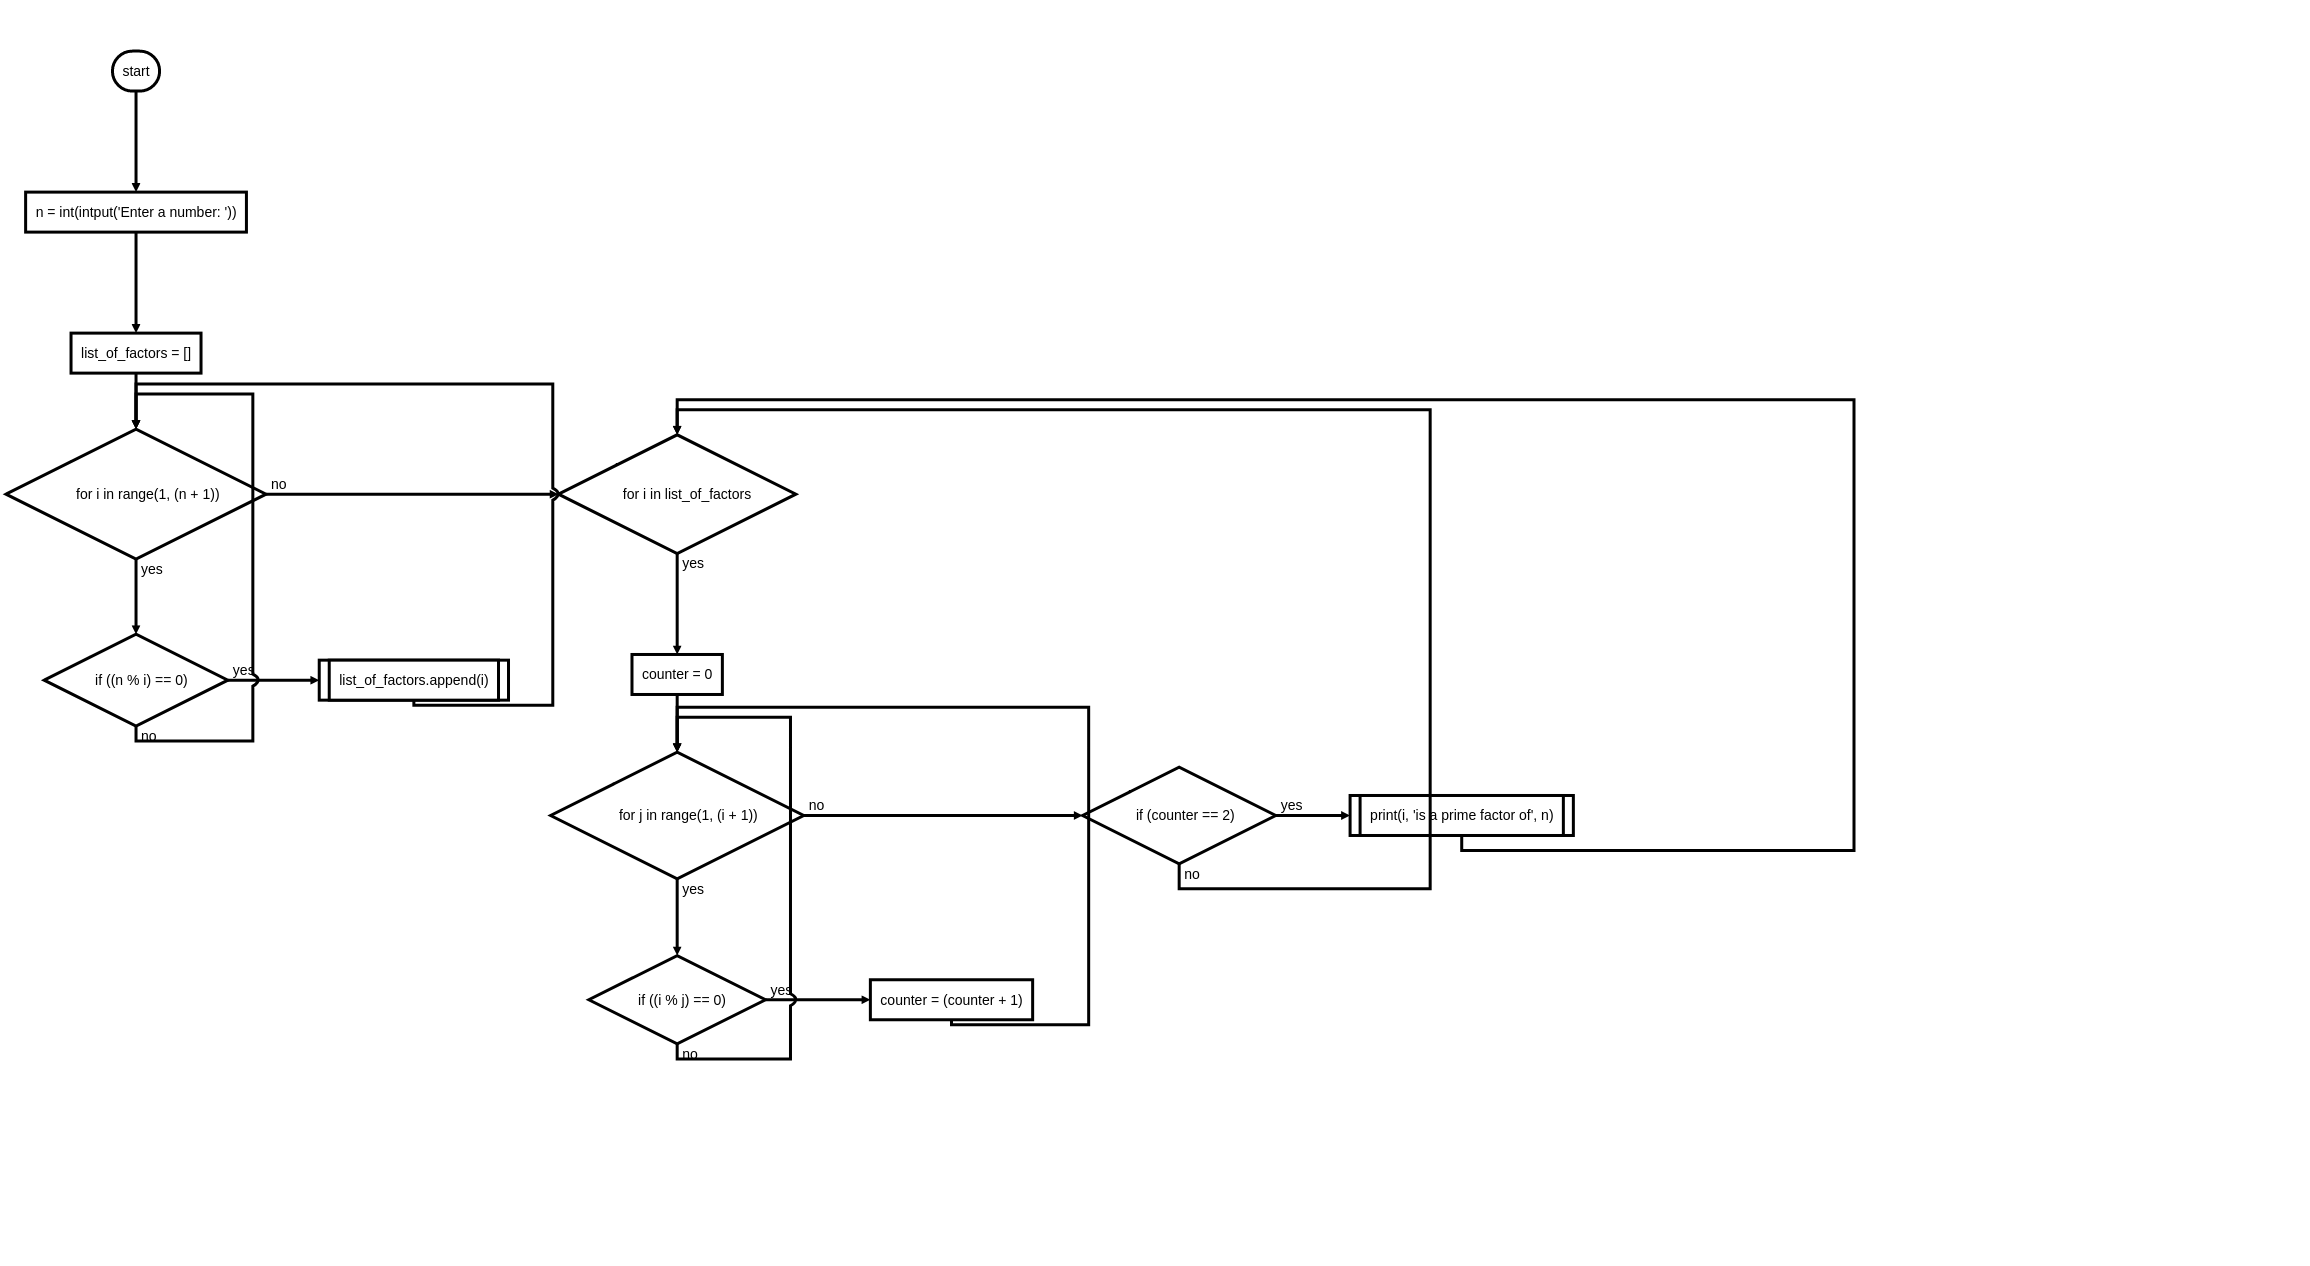 start
n = int(intput('Enter a number: '))
list_of_factors = []
for i in range(1, (n + 1))
no
yes
if ((n % i) == 0)
yes
no
list_of_factors.append(i)
for i in list_of_factors
yes
counter = 0
for j in range(1, (i + 1))
no
yes
if ((i % j) == 0)
yes
no
counter = (counter + 1)
if (counter == 2)
yes
no
print(i, 'is a prime factor of', n)